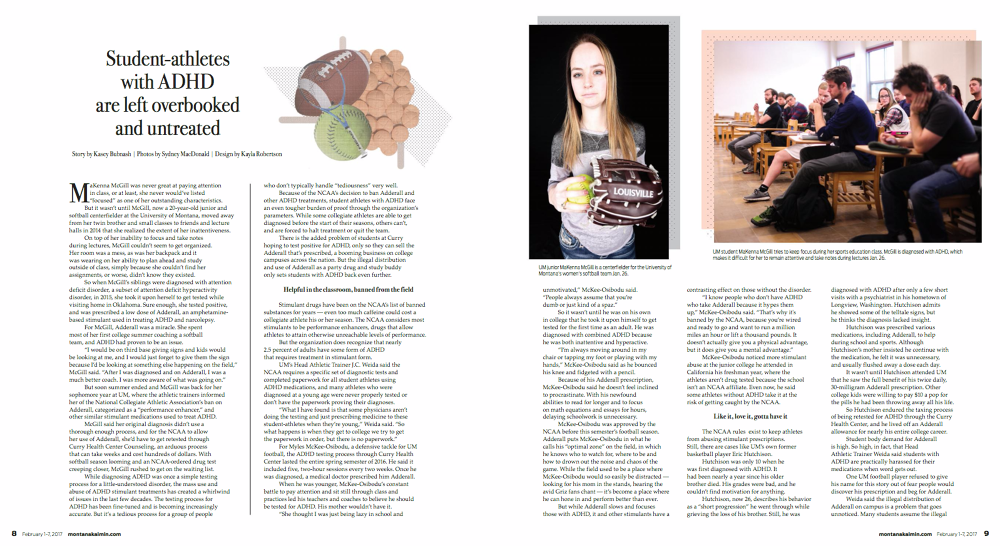 Student-athletes
with ADHD
are left overbooked
and untreated
Story by Kasey Bubnash | Photos by Sydney MacDonald | Design by Kayla Robertson
MaKenna McGill was never great at paying attention
in class, or at least, she never would've listed
"focused" as one of her outstanding characteristics.
But it wasn't until McGill, now a 20-year-old junior and
softball centerfielder at the University of Montana, moved away
from her twin brother and small classes to friends and lecture
halls in 2014 that she realized the extent of her inattentiveness.
On top of her inability to focus and take notes
during lectures, McGill couldn't seem to get organized.
Her room was a mess, as was her backpack and it
was wearing on her ability to plan ahead and study
outside of class, simply because she couldn't find her
assignments, or worse, didn't know they existed.
So when McGill's siblings were diagnosed with attention
deficit disorder, a subset of attention deficit hyperactivity
disorder, in 2015, she took it upon herself to get tested while
visiting home in Oklahoma. Sure enough, she tested positive,
and was prescribed a low dose of Adderall, an amphetamine-
based stimulant used in treating ADHD and narcolepsy.
For McGill, Adderall was a miracle. She spent
most of her first college summer coaching a softball
team, and ADHD had proven to be an issue.
"I would be on third base giving signs and kids would
be looking at me, and I would just forget to give them the sign
because I'd be looking at something else happening on the field,"
McGill said. "After I was diagnosed and on Adderall, I was a
much better coach. I was more aware of what was going on."
But soon summer ended and McGill was back for her
sophomore year at UM, where the athletic trainers informed
her of the National Collegiate Athletic Association's ban on
Adderall, categorized as a "performance enhancer," and
other similar stimulant medications used to treat ADHD.
McGill said her original diagnosis didn't use a
thorough enough process, and for the NCAA to allow
her use of Adderall, she'd have to get retested through
Curry Health Center Counseling, an arduous process
that can take weeks and cost hundreds of dollars. With
softball season looming and an NCAA-ordered drug test
creeping closer, McGill rushed to get on the waiting list.
While diagnosing ADHD was once a simple testing
process for a little-understood disorder, the mass use and
abuse of ADHD stimulant treatments has created a whirlwind
of issues in the last few decades. The testing process for
ADHD has been fine-tuned and is becoming increasingly
accurate. But it's a tedious process for a group of people
who don't typically handle "tediousness" very well.
Because of the NCAA's decision to ban Adderall and
other ADHD treatments, student athletes with ADHD face
an even tougher burden of proof through the organization's
parameters. While some collegiate athletes are able to get
diagnosed before the start of their seasons, others can't,
and are forced to halt treatment or quit the team.
There is the added problem of students at Curry
hoping to test positive for ADHD, only so they can sell the
Adderall that's prescribed, a booming business on college
campuses across the nation. But the illegal distribution
and use of Adderall as a party drug and study buddy
only sets students with ADHD back even further.
Helpful in the classroom, banned from the field
Stimulant drugs have been on the NCAA's list of banned
substances for years — even too much caffeine could cost a
collegiate athlete his or her season. The NCAA considers most
stimulants to be performance enhancers, drugs that allow
athletes to attain otherwise unreachable levels of performance.
But the organization does recognize that nearly
2.5 percent of adults have some form of ADHD
that requires treatment in stimulant form.
UM's Head Athletic Trainer J.C. Weida said the
NCAA requires a specific set of diagnostic tests and
completed paperwork for all student athletes using
ADHD medications, and many athletes who were
diagnosed at a young age were never properly tested or
don't have the paperwork proving their diagnoses.
"What I have found is that some physicians aren't
doing the testing and just prescribing medicine to these
student-athletes when they're young," Weida said. "So
what happens is when they get to college we try to get
the paperwork in order, but there is no paperwork."
For Myles McKee-Osibodu, a defensive tackle for UM
football, the ADHD testing process through Curry Health
Center lasted the entire spring semester of 2016. He said it
included five, two-hour sessions every two weeks. Once he
was diagnosed, a medical doctor prescribed him Adderall.
When he was younger, McKee-Osibodu's constant
battle to pay attention and sit still through class and
practices led his teachers and coaches to believe he should
be tested for ADHD. His mother wouldn't have it.
"She thought I was just being lazy in school and
8 February 1-7, 2017 montanakaimin.com
LOUISVILLE
UM junior MaKenna McGill is a centerfielder for the University of
Montana's women's softball team Jan. 26.
UM student MaKenna McGill tries to keep focus during her sports education class. McGill is diagnosed with ADHD, which
makes it difficult for her to remain attentive and take notes during lectures Jan. 26.
unmotivated," McKee-Osibodu said.
"People always assume that you're
dumb or just kind of a spaz."
So it wasn't until he was on his own
in college that he took it upon himself to get
tested for the first time as an adult. He was
diagnosed with combined ADHD because
he was both inattentive and hyperactive.
"I'm always moving around in my
chair or tapping my foot or playing with my
hands," McKee-Osibodu said as he bounced
his knee and fidgeted with a pencil.
Because of his Adderall prescription,
McKee-Osibodu said he doesn't feel inclined
to procrastinate. With his newfound
abilities to read for longer and to focus
on math equations and essays for hours,
delaying schoolwork is unnecessary.
McKee-Osibodu was approved by the
NCAA before this semester's football season.
Adderall puts McKee-Osibodu in what he
calls his "optimal zone" on the field, in which
he knows who to watch for, where to be and
how to drown out the noise and chaos of the
game. While the field used to be a place where
McKee-Osibodu would so easily be distracted —
looking for his mom in the stands, hearing the
avid Griz fans chant — it's become a place where
he can hone in and perform better than ever.
But while Adderall slows and focuses
those with ADHD, it and other stimulants have a
contrasting effect on those without the disorder.
"I know people who don't have ADHD
who take Adderall because it hypes them
up," McKee-Osibodu said. "That's why it's
banned by the NCAA, because you're wired
and ready to go and want to run a million
miles an hour or lift a thousand pounds. It
doesn't actually give you a physical advantage,
but it does give you a mental advantage."
McKee-Osibodu noticed more stimulant
abuse at the junior college he attended in
California his freshman year, where the
athletes aren't drug tested because the school
isn't an NCAA affiliate. Even now, he said
some athletes without ADHD take it at the
risk of getting caught by the NCAA.
Like it, love it, gotta have it
The NCAA rules exist to keep athletes
from abusing stimulant prescriptions.
Still, there are cases like UM's own former
basketball player Eric Hutchison.
Hutchison was only 10 when he
was first diagnosed with ADHD. It
had been nearly a year since his older
brother died. His grades were bad, and he
couldn't find motivation for anything.
Hutchison, now 26, describes his behavior
as a "short regression" he went through while
grieving the loss of his brother. Still, he was
diagnosed with ADHD after only a few short
visits with a psychiatrist in his hometown of
Longview, Washington. Hutchison admits
he showed some of the telltale signs, but
he thinks the diagnosis lacked insight.
Hutchison was prescribed various
medications, including Adderall, to help
during school and sports. Although
Hutchison's mother insisted he continue with
the medication, he felt it was unnecessary,
and usually flushed away a dose each day.
It wasn't until Hutchison attended UM
that he saw the full benefit of his twice daily,
30-milligram Adderall prescription. Other
college kids were willing to pay $10 a pop for
the pills he had been throwing away all his life.
So Hutchison endured the taxing process
of being retested for ADHD through the Curry
Health Center, and he lived off an Adderall
allowance for nearly his entire college career.
Student body demand for Adderall
is high. So high, in fact, that Head
Athletic Trainer Weida said students with
ADHD are practically harassed for their
medications when word gets out.
One UM football player refused to give
his name for this story out of fear people would
discover his prescription and beg for Adderall.
Weida said the illegal distribution of
Adderall on campus is a problem that goes
unnoticed. Many students assume the illegal
montanakaimin.com February 1-7, 2017 9